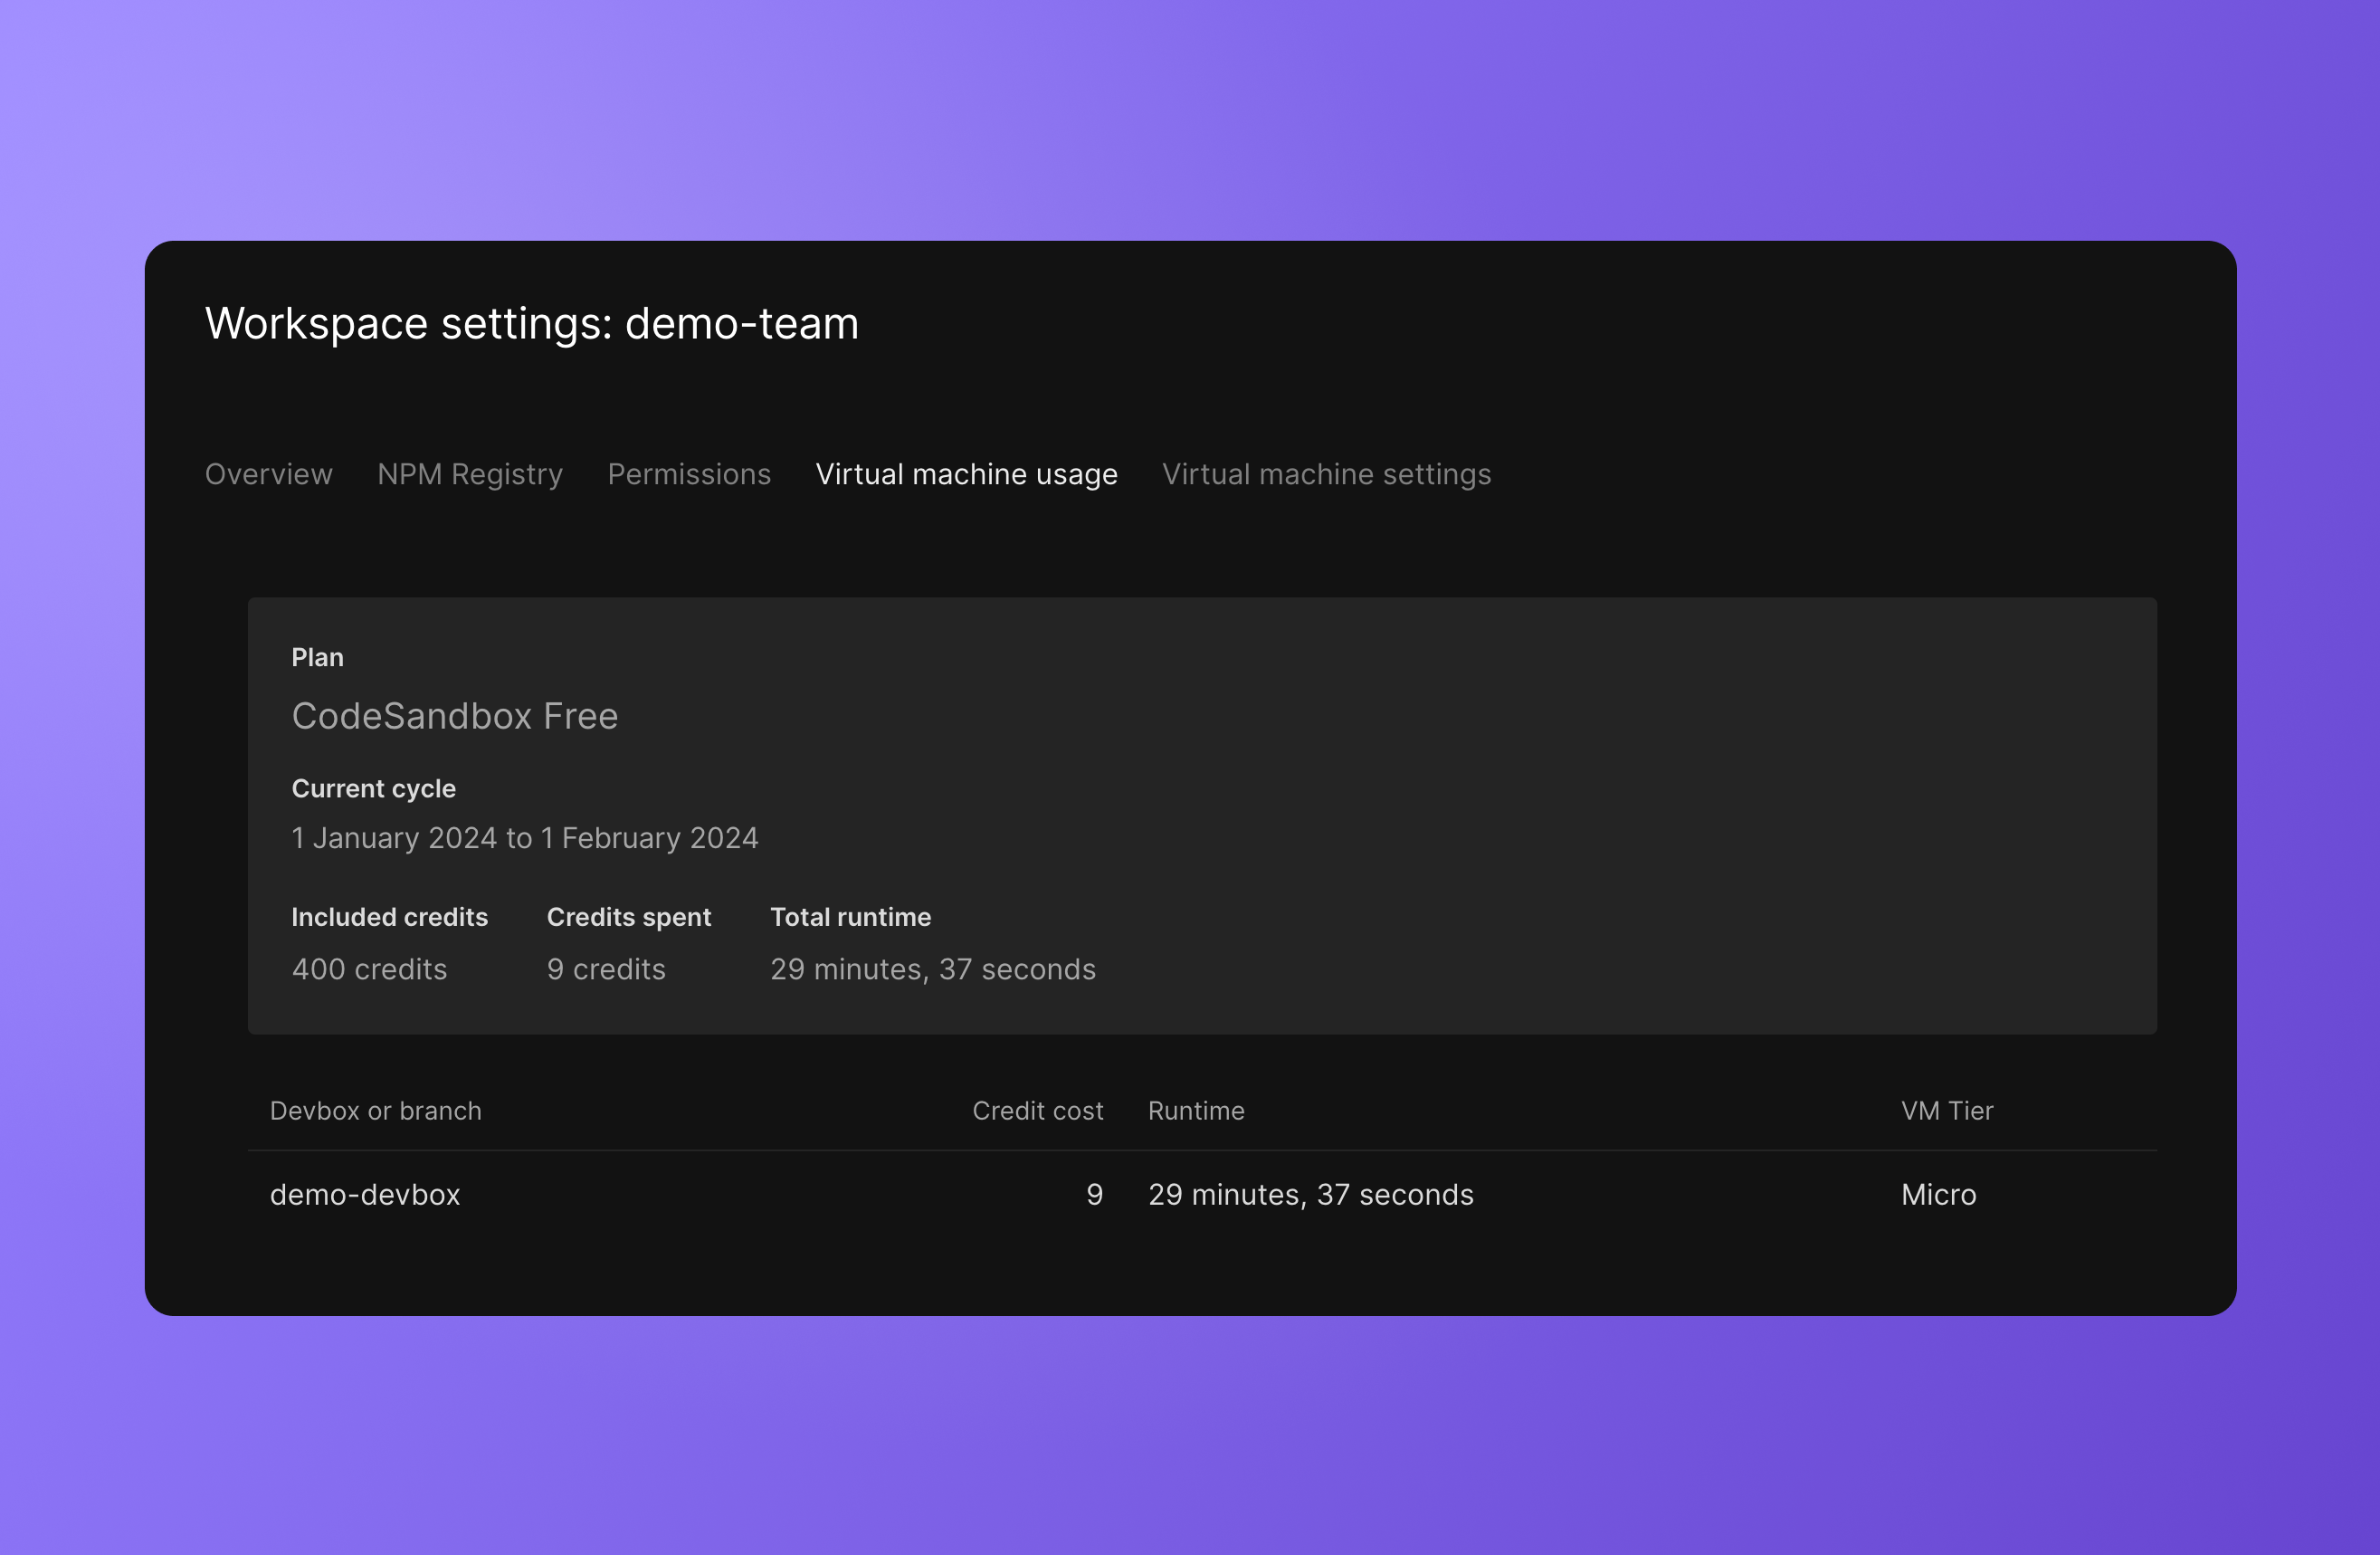 Workspace settings: demo-team
Overview NPM Registry Permissions Virtual machine usage Virtual machine settings
Plan
CodeSandbox Free
Current cycle
1 January 2024 to 1 February 2024
Included credits Credits spent Total runtime
400 credits 9 credits 29 minutes, 37 seconds
Devbox or branch Credit cost Runtime VM Tier
demo-devbox 9 29 minutes, 37 seconds Micro